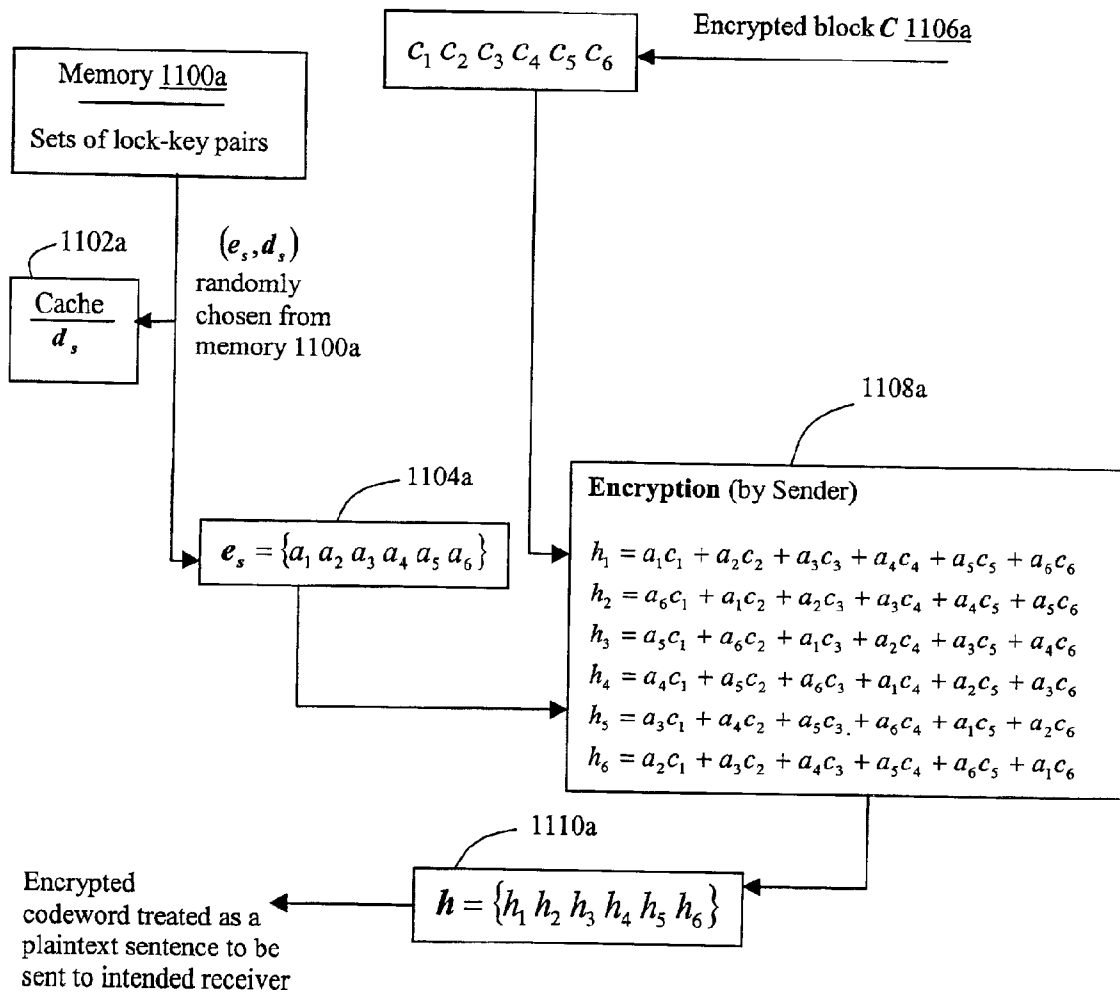 Encrypted block C 1106a
c₁ c₂ c₃ c₄ c₅ c₆
Memory 1100a
Sets of lock-key pairs
1102a
(eₛ,dₛ)
randomly
chosen from
memory 1100a
Cache
dₛ
1108a
1104a
eₛ = {a₁ a₂ a₃ a₄ a₅ a₆}
Encryption (by Sender)
h₁ = a₁c₁ + a₂c₂ + a₃c₃ + a₄c₄ + a₅c₅ + a₆c₆
h₂ = a₆c₁ + a₁c₂ + a₂c₃ + a₃c₄ + a₄c₅ + a₅c₆
h₃ = a₅c₁ + a₆c₂ + a₁c₃ + a₂c₄ + a₃c₅ + a₄c₆
h₄ = a₄c₁ + a₅c₂ + a₆c₃ + a₁c₄ + a₂c₅ + a₃c₆
h₅ = a₃c₁ + a₄c₂ + a₅c₃ + a₆c₄ + a₁c₅ + a₂c₆
h₆ = a₂c₁ + a₃c₂ + a₄c₃ + a₅c₄ + a₆c₅ + a₁c₆
1110a
h = {h₁ h₂ h₃ h₄ h₅ h₆}
Encrypted
codeword treated as a
plaintext sentence to be
sent to intended receiver